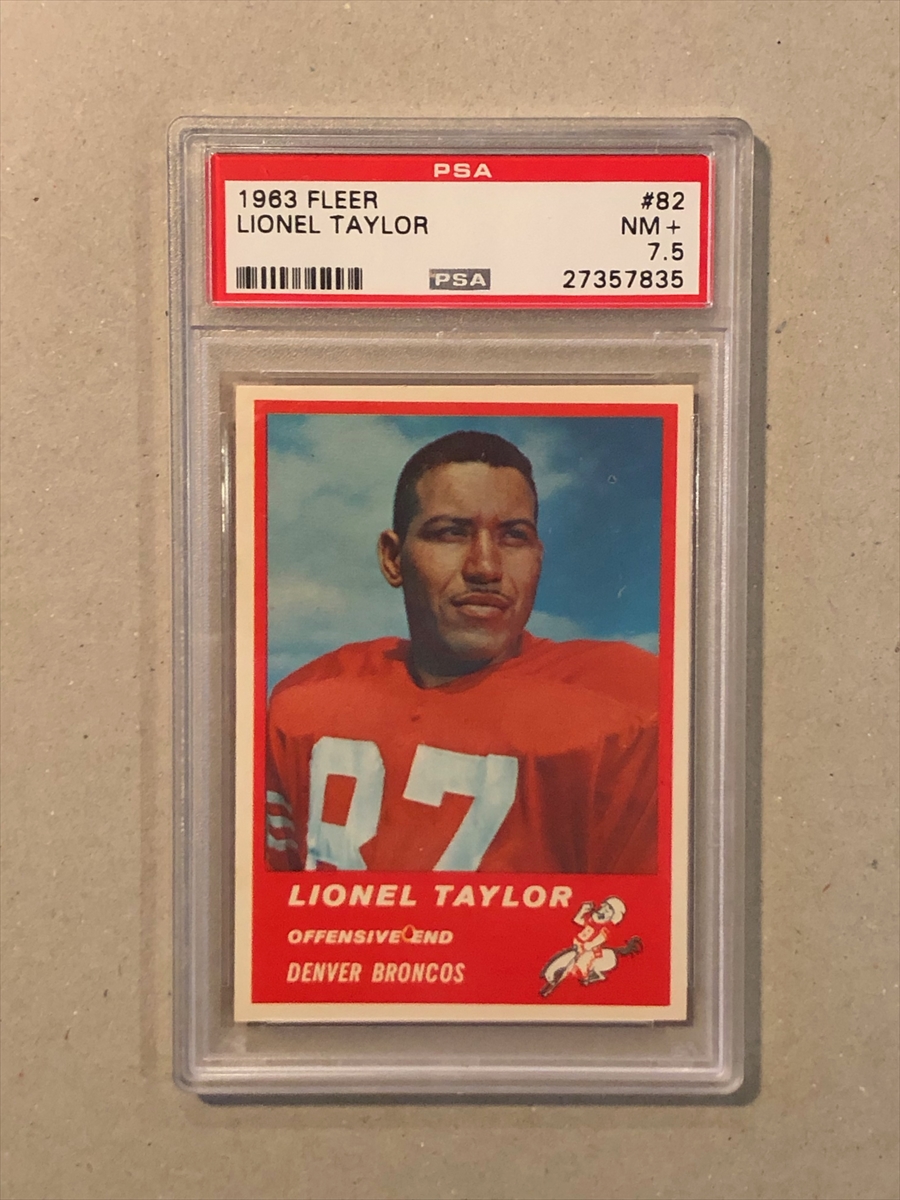 PSA
1963 FLEER #82
LIONEL TAYLOR NM+
7.5
PSA 27357835
87
LIONEL TAYLOR
OFFENSIVE END
DENVER BRONCOS